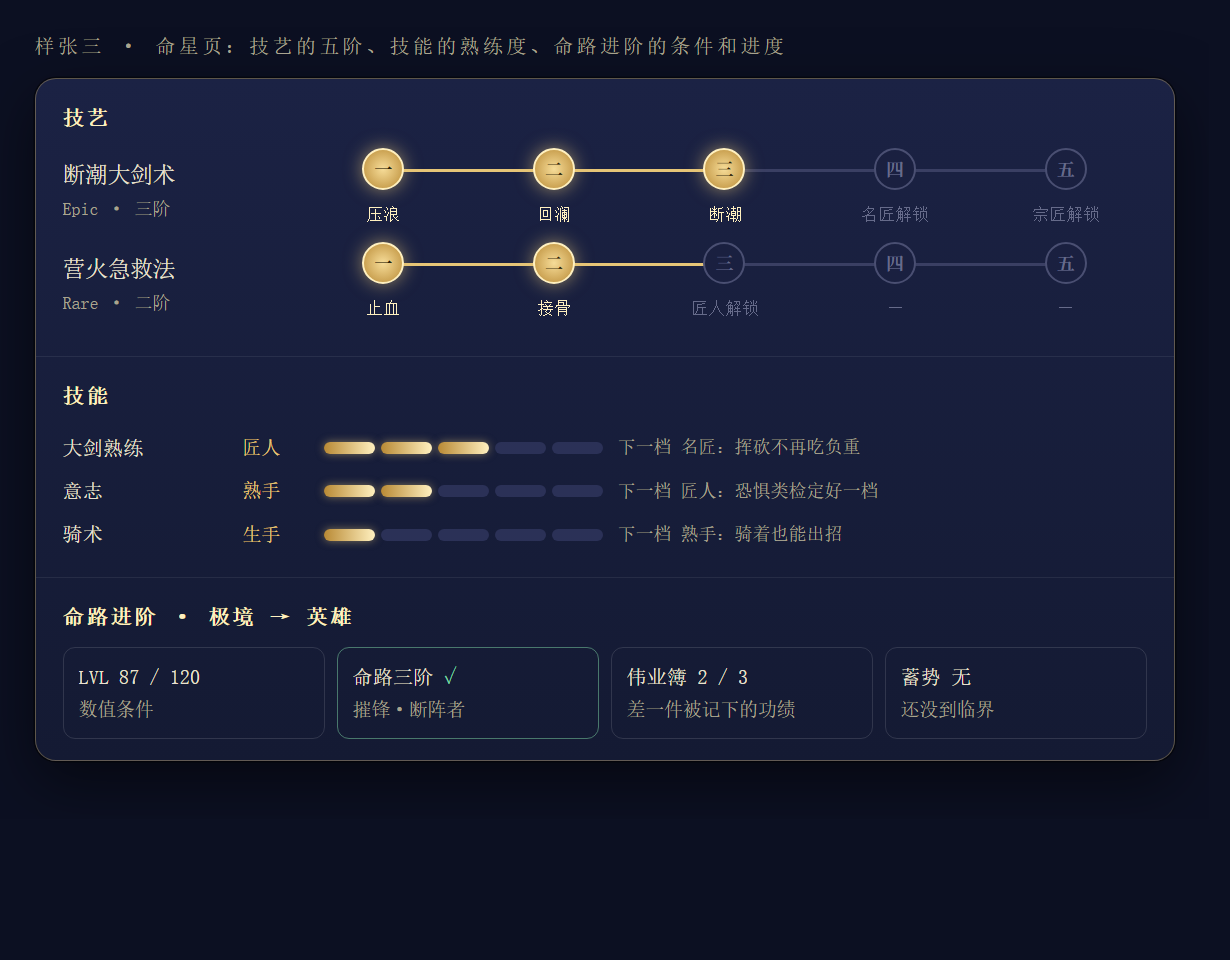 样张三 • 命星页：技艺的五阶、技能的熟练度、命路进阶的条件和进度
技艺
断潮大剑术
Epic • 三阶
一 二 三 四 五
压浪 回澜 断潮 名匠解锁 宗匠解锁
营火急救法
Rare • 二阶
一 二 三 四 五
止血 接骨 匠人解锁 — —
技能
大剑熟练 匠人 下一档 名匠：挥砍不再吃负重
意志 熟手 下一档 匠人：恐惧类检定好一档
骑术 生手 下一档 熟手：骑着也能出招
命路进阶 • 极境 → 英雄
LVL 87 / 120
数值条件
命路三阶 ✓
摧锋•断阵者
伟业簿 2 / 3
差一件被记下的功绩
蓄势 无
还没到临界